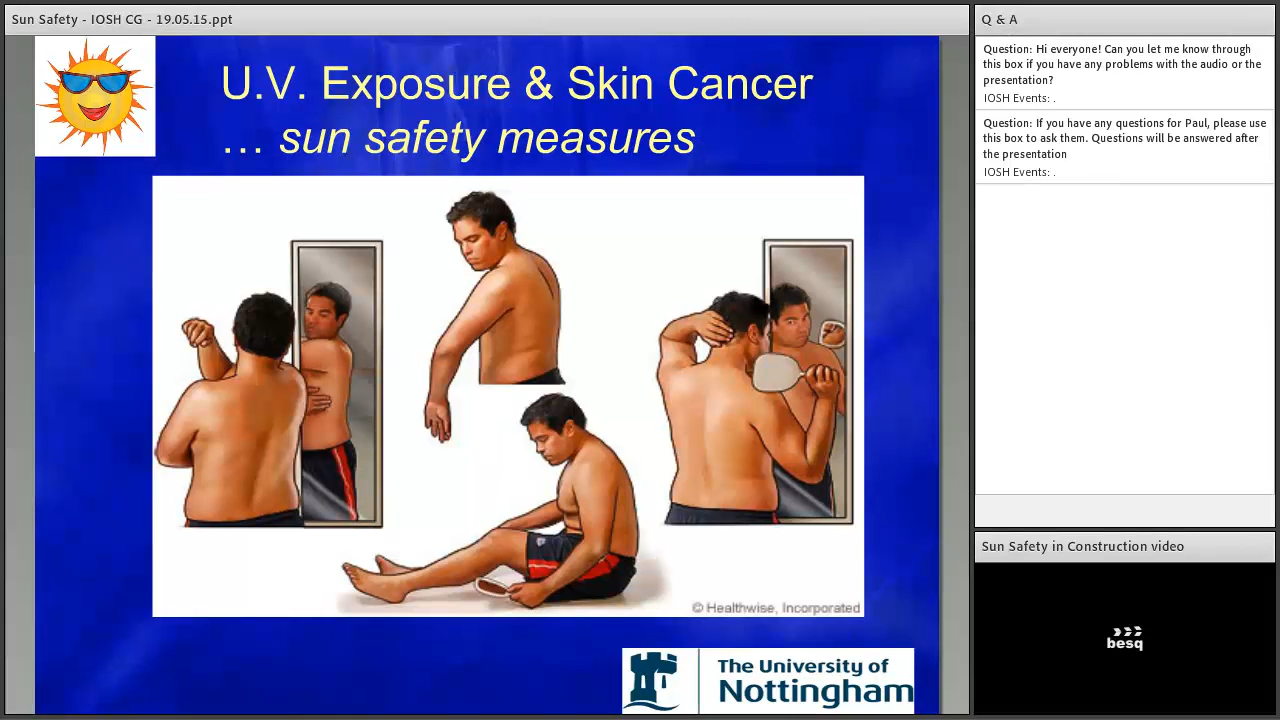 Sun Safety - IOSH CG - 19.05.15.ppt
U.V. Exposure & Skin Cancer
… sun safety measures
© Healthwise, Incorporated
The University of
Nottingham
Q & A
Question: Hi everyone! Can you let me know through
this box if you have any problems with the audio or the
presentation?
IOSH Events: .
Question: If you have any questions for Paul, please use
this box to ask them. Questions will be answered after
the presentation
IOSH Events: .
Sun Safety in Construction video
besq